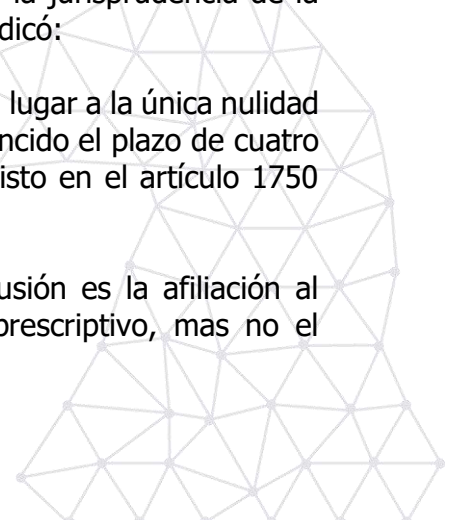 la jurisprudencia de la
dicó:
lugar a la única nulidad
ncido el plazo de cuatro
isto en el artículo 1750
usión es la afiliación al
prescriptivo, mas no el